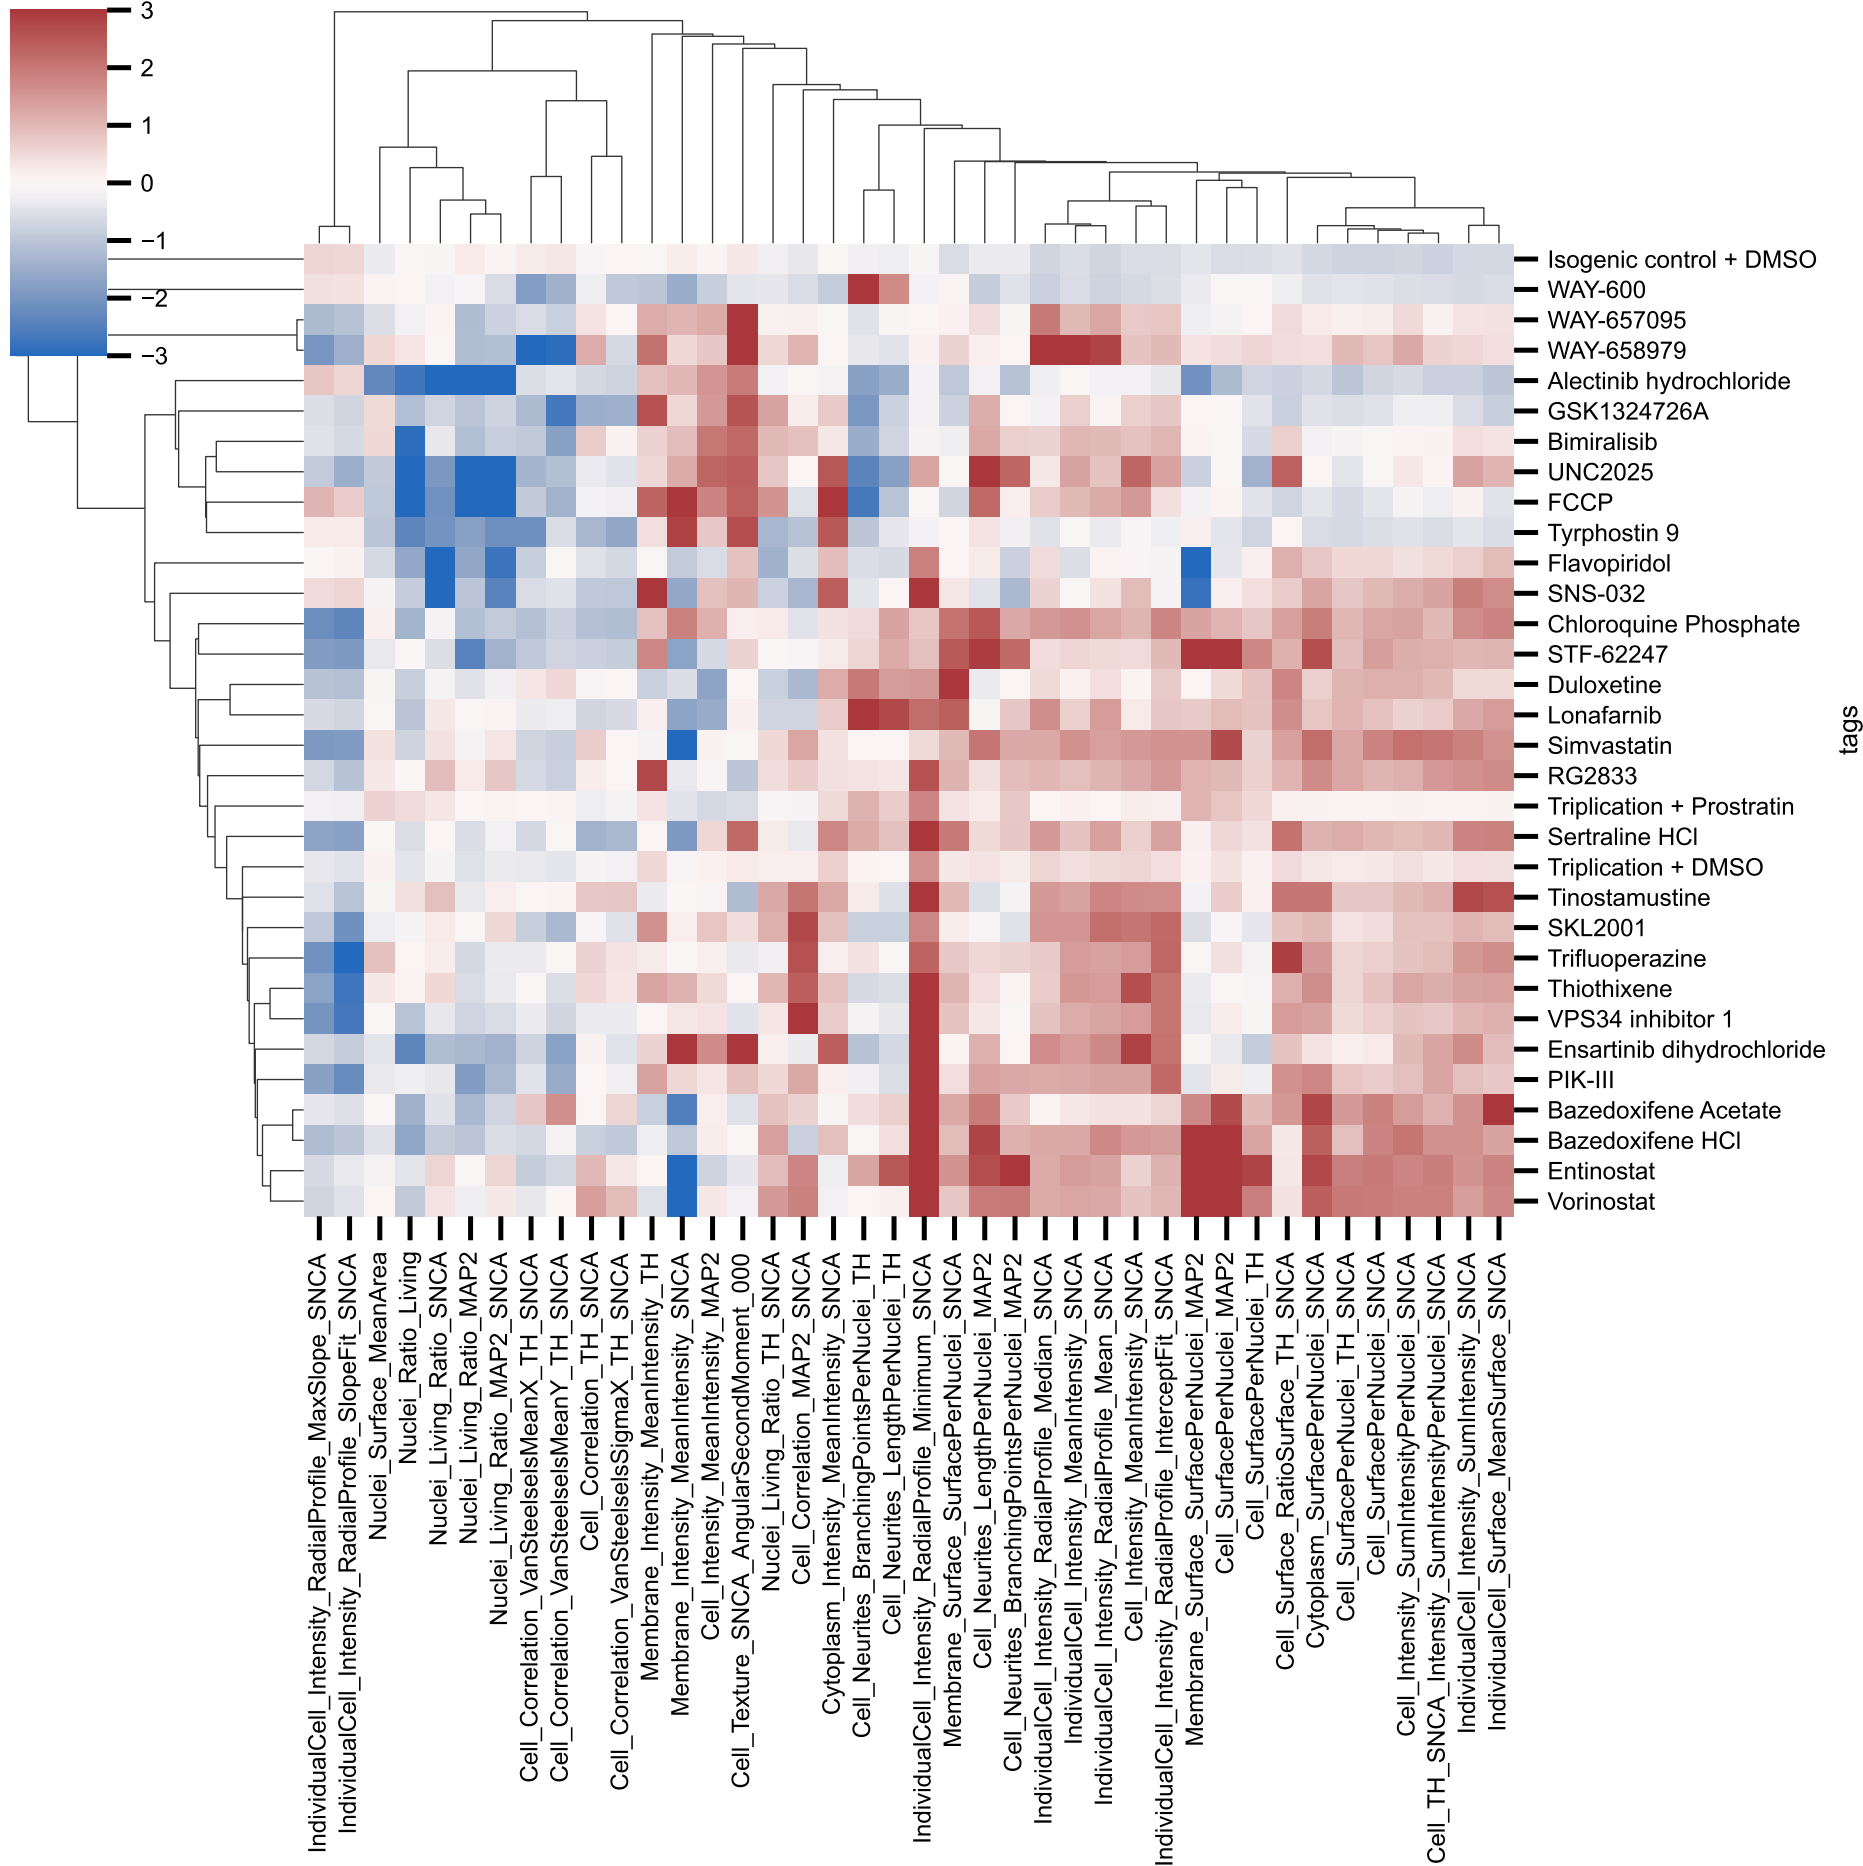 3
2
1
0
−1
−2
−3
Isogenic control + DMSO
WAY-600
WAY-657095
WAY-658979
Alectinib hydrochloride
GSK1324726A
Bimiralisib
UNC2025
FCCP
Tyrphostin 9
Flavopiridol
SNS-032
Chloroquine Phosphate
STF-62247
Duloxetine
Lonafarnib
Simvastatin
RG2833
Triplication + Prostratin
Sertraline HCl
Triplication + DMSO
Tinostamustine
SKL2001
Trifluoperazine
Thiothixene
VPS34 inhibitor 1
Ensartinib dihydrochloride
PIK-III
Bazedoxifene Acetate
Bazedoxifene HCl
Entinostat
Vorinostat
tags
IndividualCell_Intensity_RadialProfile_MaxSlope_SNCA
IndividualCell_Intensity_RadialProfile_SlopeFit_SNCA
Nuclei_Surface_MeanArea
Nuclei_Ratio_Living
Nuclei_Living_Ratio_SNCA
Nuclei_Living_Ratio_MAP2
Nuclei_Living_Ratio_MAP2_SNCA
Cell_Correlation_VanSteelselsMeanX_TH_SNCA
Cell_Correlation_VanSteelselsMeanY_TH_SNCA
Cell_Correlation_TH_SNCA
Cell_Correlation_VanSteelselsSigmaX_TH_SNCA
Membrane_Intensity_MeanIntensity_TH
Membrane_Intensity_MeanIntensity_SNCA
Cell_Intensity_MeanIntensity_MAP2
Cell_Texture_SNCA_AngularSecondMoment_000
Nuclei_Living_Ratio_TH_SNCA
Cell_Correlation_MAP2_SNCA
Cytoplasm_Intensity_MeanIntensity_SNCA
Cell_Neurites_BranchingPointsPerNuclei_TH
Cell_Neurites_LengthPerNuclei_TH
IndividualCell_Intensity_RadialProfile_Minimum_SNCA
Membrane_Surface_SurfacePerNuclei_SNCA
Cell_Neurites_LengthPerNuclei_MAP2
Cell_Neurites_BranchingPointsPerNuclei_MAP2
IndividualCell_Intensity_RadialProfile_Median_SNCA
IndividualCell_Intensity_MeanIntensity_SNCA
IndividualCell_Intensity_RadialProfile_Mean_SNCA
Cell_Intensity_MeanIntensity_SNCA
IndividualCell_Intensity_RadialProfile_InterceptFit_SNCA
Membrane_Surface_SurfacePerNuclei_MAP2
Cell_SurfacePerNuclei_MAP2
Cell_SurfacePerNuclei_TH
Cell_Surface_RatioSurface_TH_SNCA
Cytoplasm_SurfacePerNuclei_SNCA
Cell_SurfacePerNuclei_TH_SNCA
Cell_SurfacePerNuclei_SNCA
Cell_Intensity_SumIntensityPerNuclei_SNCA
Cell_TH_SNCA_Intensity_SumIntensityPerNuclei_SNCA
IndividualCell_Intensity_SumIntensity_SNCA
IndividualCell_Surface_MeanSurface_SNCA